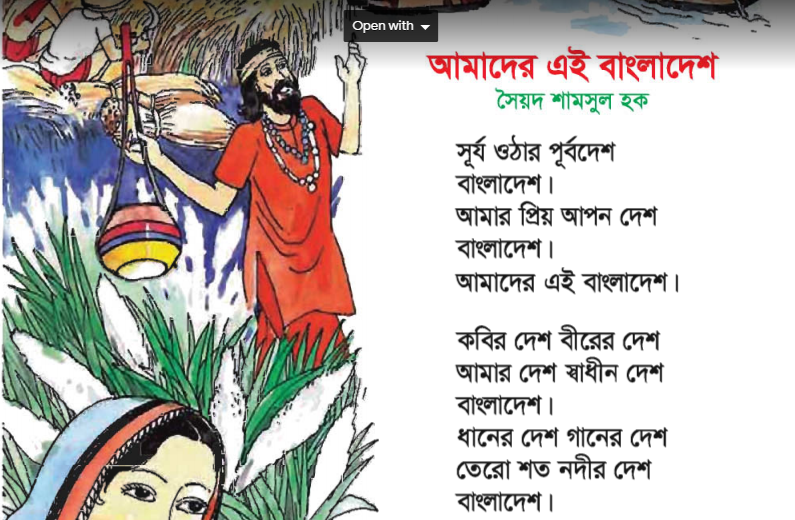 Open with
আমাদের এই বাংলাদেশ
সৈয়দ শামসুল হক
সূর্য ওঠার পূর্বদেশ
বাংলাদেশ।
আমার প্রিয় আপন দেশ
বাংলাদেশ।
আমাদের এই বাংলাদেশ।
কবির দেশ বীরের দেশ
আমার দেশ স্বাধীন দেশ
বাংলাদেশ।
ধানের দেশ গানের দেশ
তেরো শত নদীর দেশ
বাংলাদেশ।